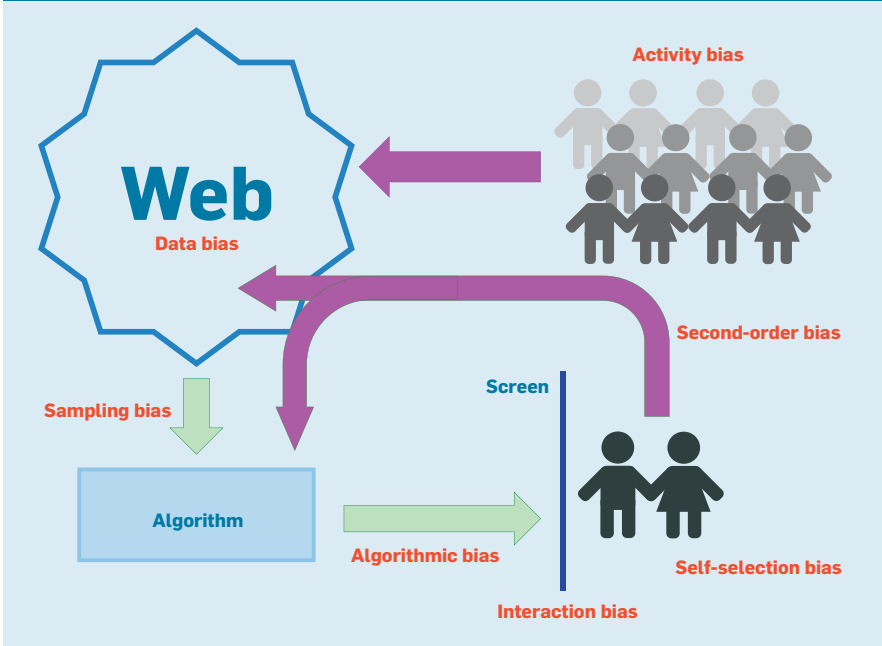 Activity bias
Web
Data bias
Second-order bias
Screen
Sampling bias
Algorithm
Algorithmic bias
Self-selection bias
Interaction bias